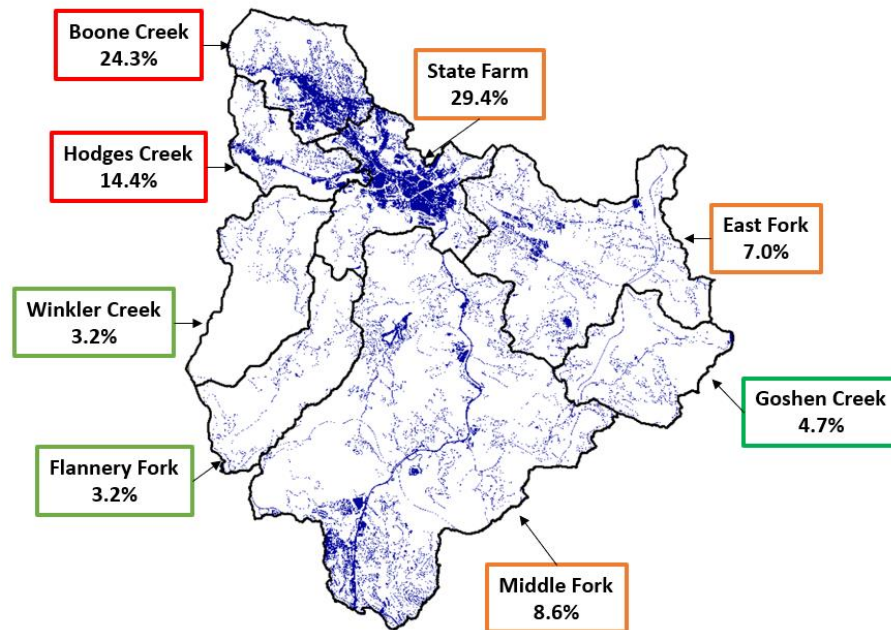 Boone Creek
24.3%
State Farm
29.4%
Hodges Creek
14.4%
East Fork
7.0%
Winkler Creek
3.2%
Goshen Creek
4.7%
Flannery Fork
3.2%
Middle Fork
8.6%